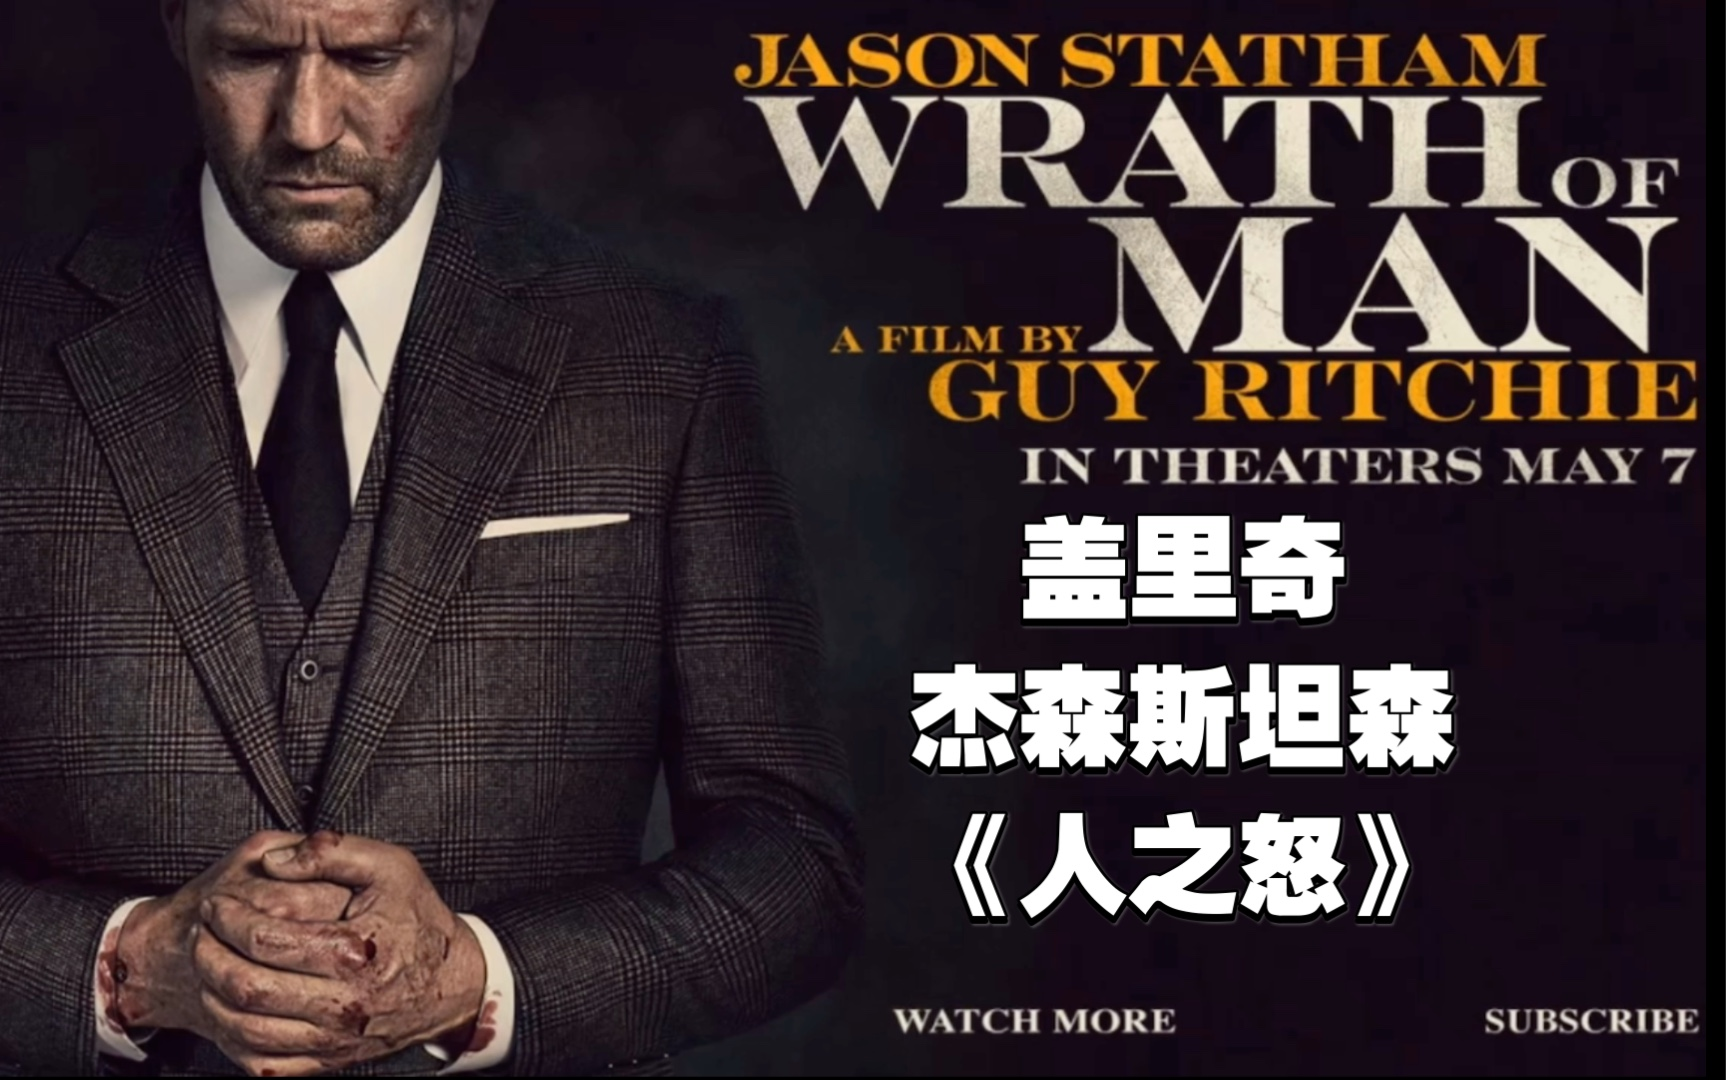 JASON STATHAM
WRATH OF
MAN
A FILM BY
GUY RITCHIE
IN THEATERS MAY 7
盖里奇
杰森斯坦森
《人之怒》
WATCH MORE
SUBSCRIBE